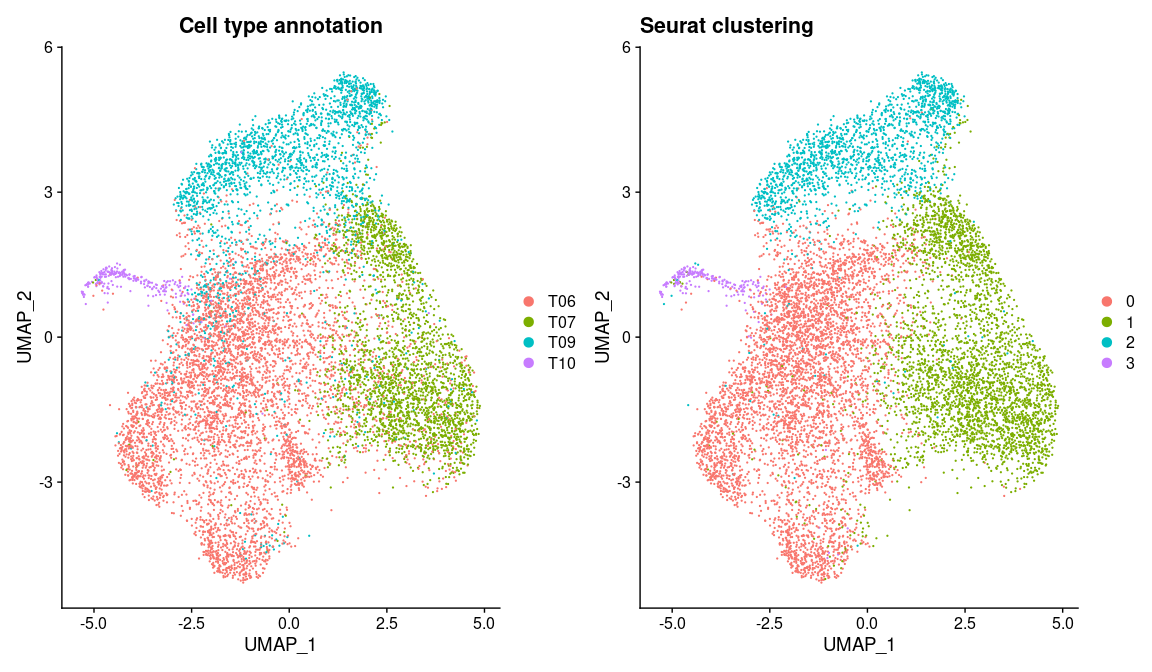 Cell type annotation
6
3
0
-3
UMAP_2
-5.0 -2.5 0.0 2.5 5.0
UMAP_1
T06
T07
T09
T10
Seurat clustering
6
3
0
-3
UMAP_2
-5.0 -2.5 0.0 2.5 5.0
UMAP_1
0
1
2
3